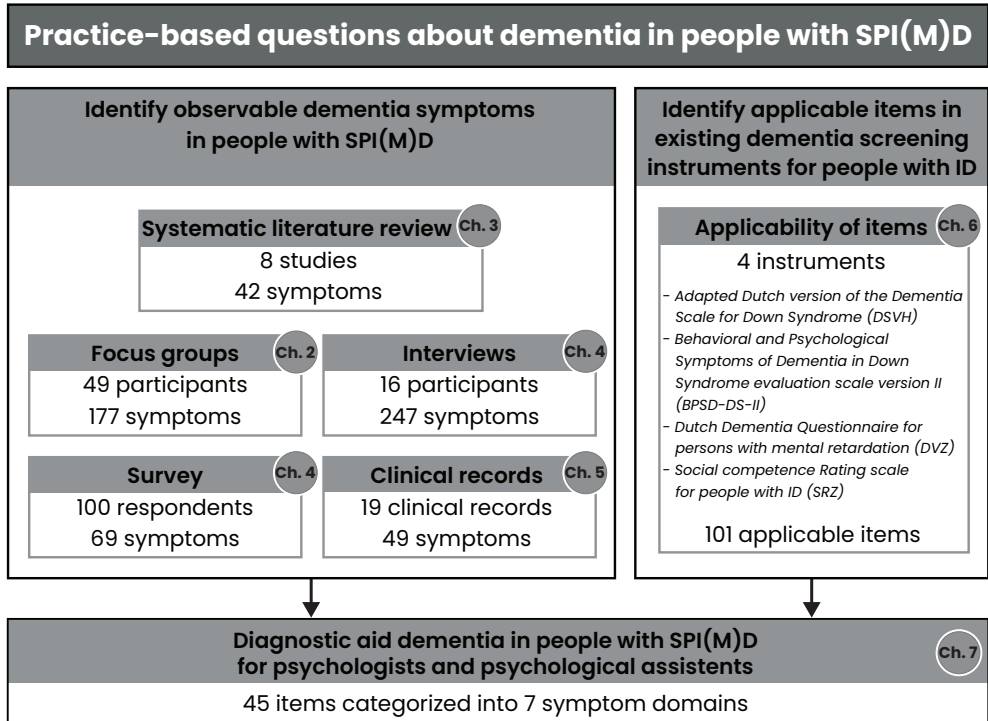 Practice-based questions about dementia in people with SPI(M)D
Identify observable dementia symptoms
in people with SPI(M)D
Systematic literature review
Ch. 3
8 studies
42 symptoms
Focus groups
Ch. 2
49 participants
177 symptoms
Interviews
Ch. 4
16 participants
247 symptoms
Survey
Ch. 4
100 respondents
69 symptoms
Clinical records
Ch. 5
19 clinical records
49 symptoms
Identify applicable items in
existing dementia screening
instruments for people with ID
Applicability of items
Ch. 6
4 instruments
- Adapted Dutch version of the Dementia
Scale for Down Syndrome (DSVH)
- Behavioral and Psychological
Symptoms of Dementia in Down
Syndrome evaluation scale version II
(BPSD-DS-II)
- Dutch Dementia Questionnaire for
persons with mental retardation (DVZ)
- Social competence Rating scale
for people with ID (SRZ)
101 applicable items
Diagnostic aid dementia in people with SPI(M)D
for psychologists and psychological assistents
Ch. 7
45 items categorized into 7 symptom domains